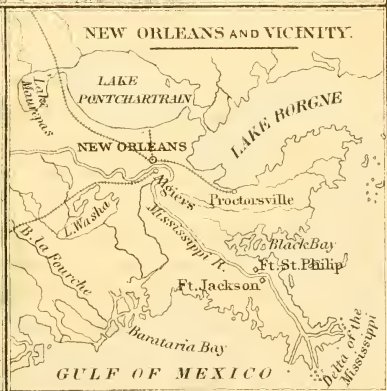 NEW ORLEANS AND VICINITY.
Lake
Maurepas
LAKE
PONTCHARTRAIN
LAKE BORGNE
NEW ORLEANS
Algiers
Proctorsville
L. Washa
Mississippi R.
B. la Fourche
Black Bay
Ft. St. Philip
Ft. Jackson
Barataria Bay
Delta of the
Mississippi
GULF OF MEXICO